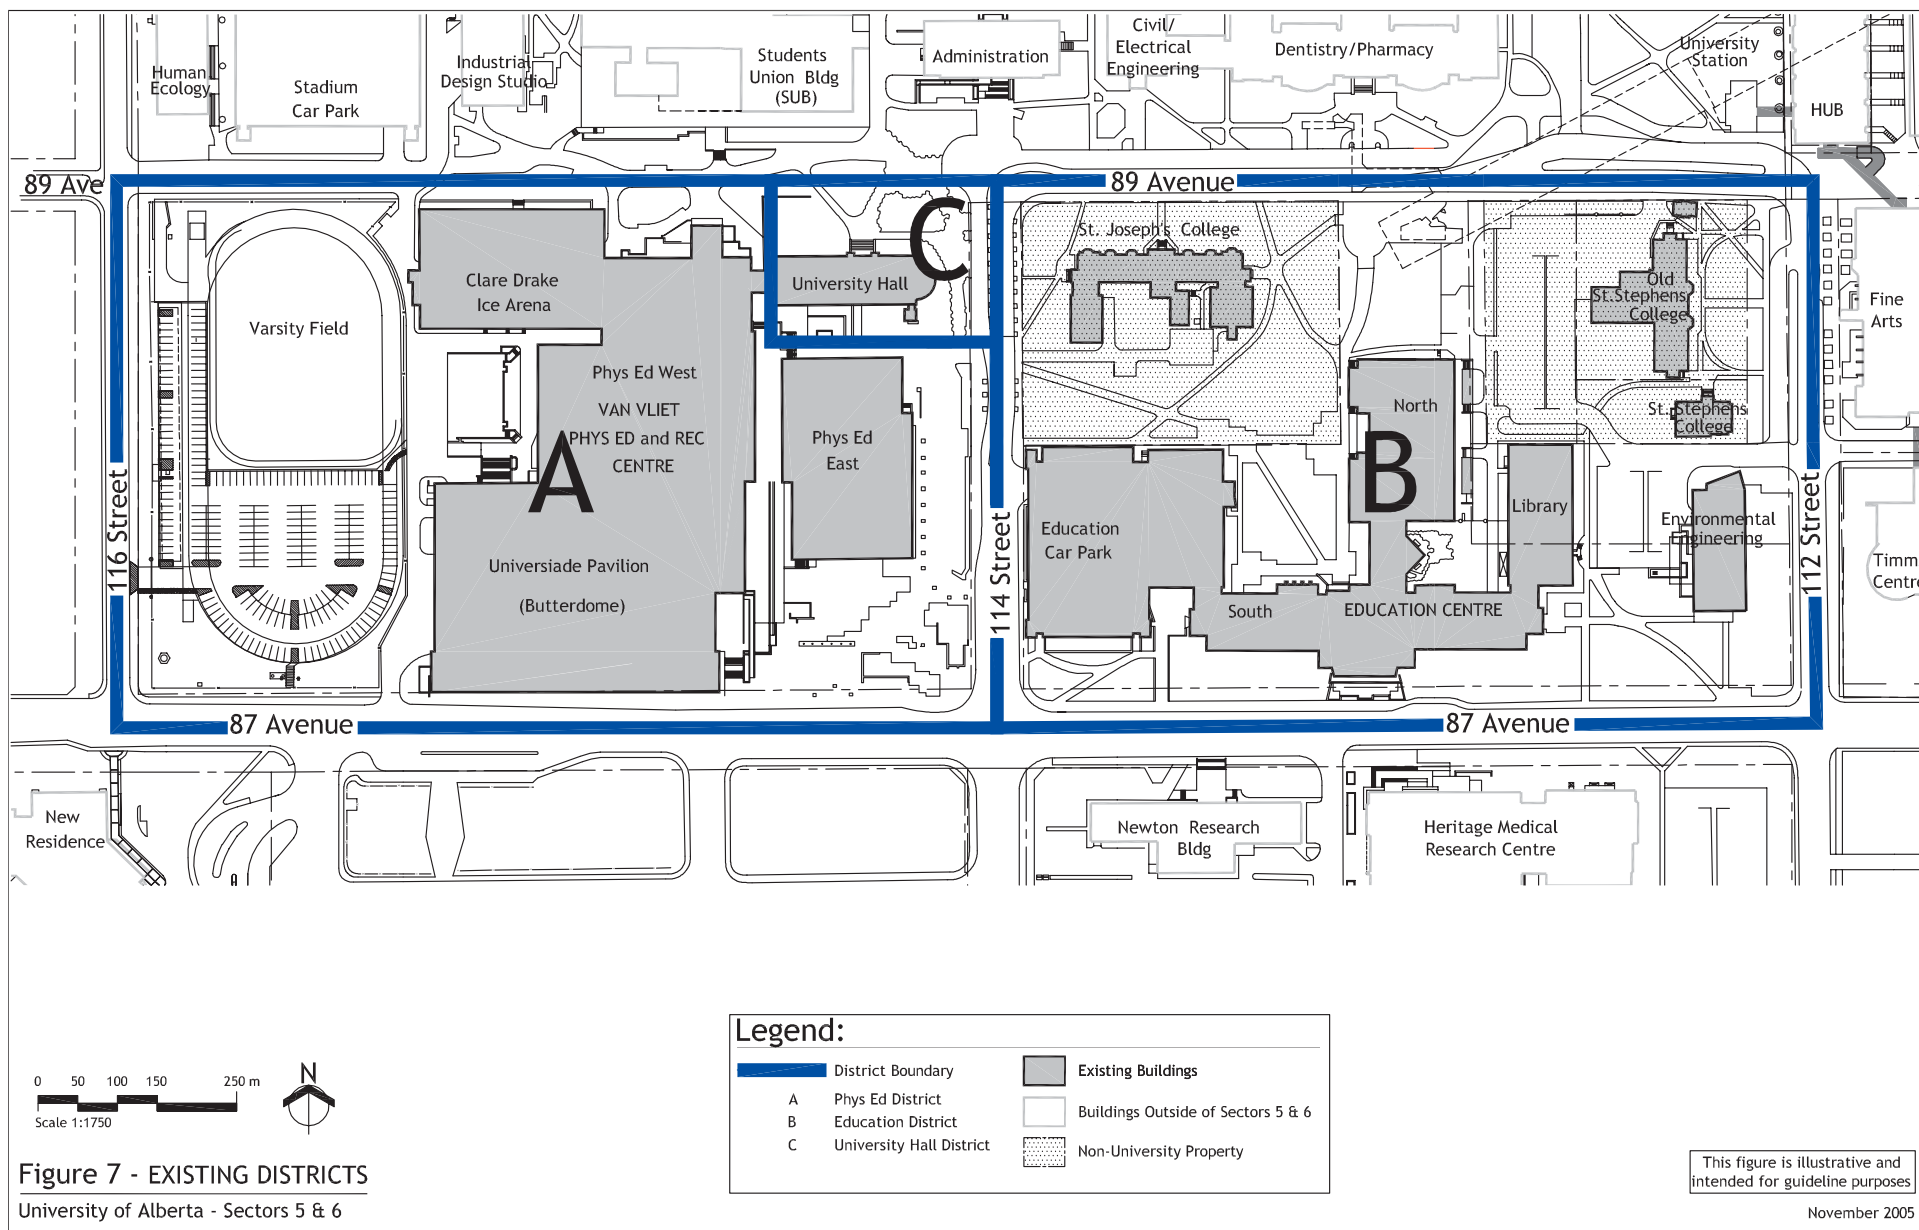 Human
Ecology
Stadium
Car Park
Industrial
Design Studio
Students
Union Bldg
(SUB)
Administration
Civil/
Electrical
Engineering
Dentistry/Pharmacy
University
Station
HUB
89 Ave
89 Avenue
C
St. Joseph's College
Clare Drake
Ice Arena
University Hall
Old
St.Stephens
College
Fine
Arts
Varsity Field
Phys Ed West
VAN VLIET
PHYS ED and REC
CENTRE
A
Phys Ed
East
North
B
St. Stephens
College
116 Street
114 Street
112 Street
Education
Car Park
Library
Environmental
Engineering
Timm
Centre
Universiade Pavilion
(Butterdome)
South
EDUCATION CENTRE
87 Avenue
87 Avenue
New
Residence
Newton Research
Bldg
Heritage Medical
Research Centre
Legend:
District Boundary
A Phys Ed District
B Education District
C University Hall District
Existing Buildings
Buildings Outside of Sectors 5 & 6
Non-University Property
0 50 100 150 250 m
Scale 1:1750
N
Figure 7 - EXISTING DISTRICTS
University of Alberta - Sectors 5 & 6
This figure is illustrative and
intended for guideline purposes
November 2005